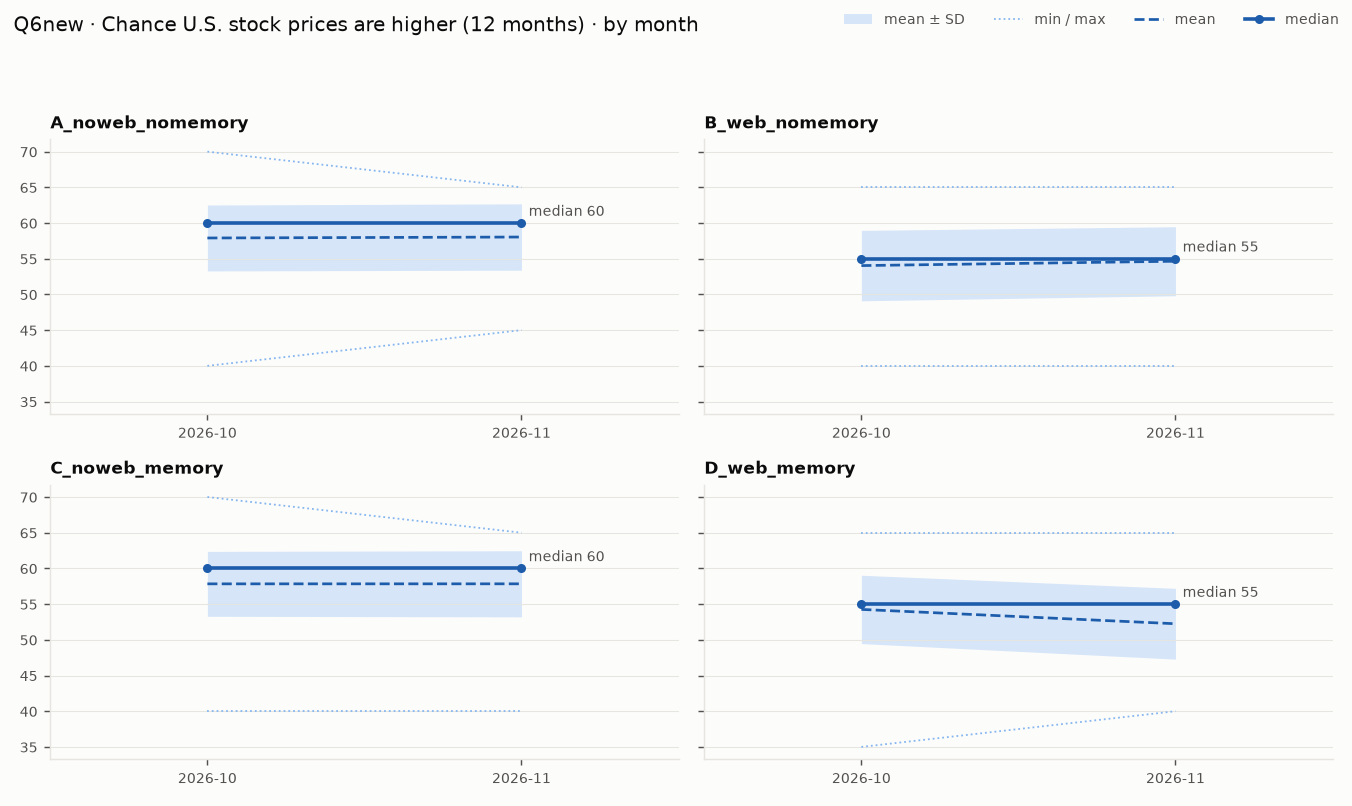 Q6new · Chance U.S. stock prices are higher (12 months) · by month
mean ± SD
min / max
mean
median
A_noweb_nomemory
70
65
60
55
50
45
40
35
median 60
2026-10
2026-11
B_web_nomemory
median 55
2026-10
2026-11
C_noweb_memory
70
65
60
55
50
45
40
35
median 60
2026-10
2026-11
D_web_memory
median 55
2026-10
2026-11